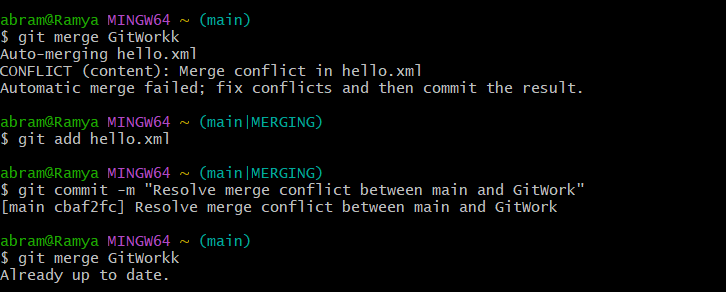 abram@Ramya MINGW64 ~ (main)
$ git merge GitWorkk
Auto-merging hello.xml
CONFLICT (content): Merge conflict in hello.xml
Automatic merge failed; fix conflicts and then commit the result.
abram@Ramya MINGW64 ~ (main|MERGING)
$ git add hello.xml
abram@Ramya MINGW64 ~ (main|MERGING)
$ git commit -m "Resolve merge conflict between main and GitWork"
[main cbaf2fc] Resolve merge conflict between main and GitWork
abram@Ramya MINGW64 ~ (main)
$ git merge GitWorkk
Already up to date.